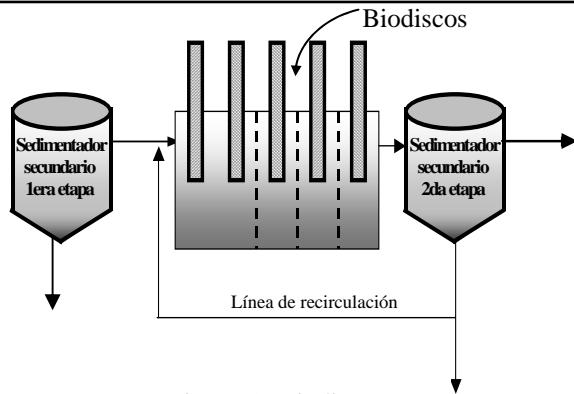 Biodiscos
Sedimentador
secundario
1era etapa
Sedimentador
secundario
2da etapa
Línea de recirculación